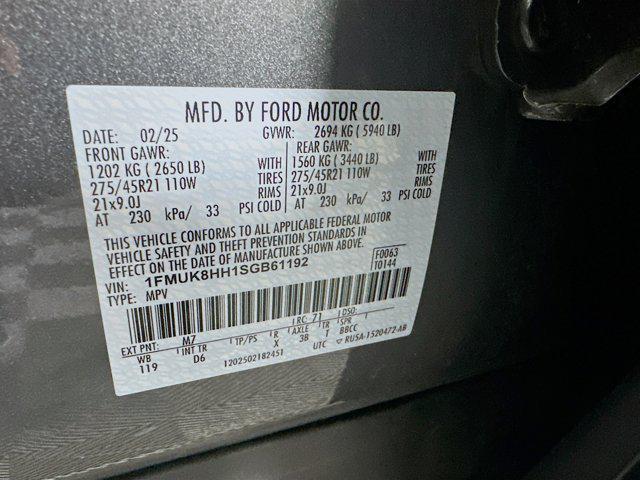 MFD. BY FORD MOTOR CO.
DATE: 02/25 GVWR: 2694 KG ( 5940 LB)
FRONT GAWR: REAR GAWR:
1202 KG ( 2650 LB) WITH 1560 KG ( 3440 LB) WITH
275/45R21 110W TIRES 275/45R21 110W TIRES
21x9.0J RIMS 21x9.0J RIMS
AT 230 kPa/ 33 PSI COLD AT 230 kPa/ 33 PSI COLD
THIS VEHICLE CONFORMS TO ALL APPLICABLE FEDERAL MOTOR
VEHICLE SAFETY AND THEFT PREVENTION STANDARDS IN
EFFECT ON THE DATE OF MANUFACTURE SHOWN ABOVE.
VIN: 1FMUK8HH1SGB61192 F0063
TYPE: MPV T0144
EXT PNT: M7 RC: 71 DSO:
WB INT TR TP/PS R AXLE TR SPR
119 D6 X 3B T BBCC
1202502182451 UTC ▽ RU5A-1520472-AB